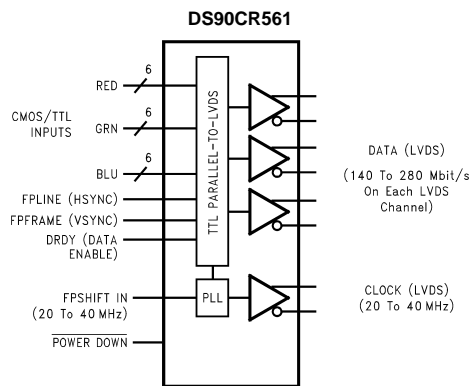 DS90CR561
RED
6
CMOS/TTL
INPUTS
GRN
6
BLU
6
FPLINE (HSYNC)
FPFRAME (VSYNC)
DRDY (DATA
ENABLE)
FPSHIFT IN
(20 To 40 MHz)
POWER DOWN
TTL PARALLEL-TO-LVDS
PLL
DATA (LVDS)
(140 To 280 Mbit/s
On Each LVDS
Channel)
CLOCK (LVDS)
(20 To 40 MHz)